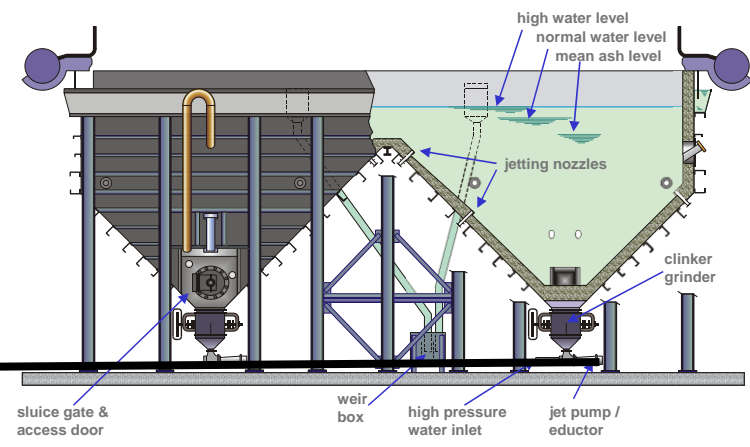 high water level
normal water level
mean ash level
jetting nozzles
clinker
grinder
sluice gate &
access door
weir
box
high pressure
water inlet
jet pump /
eductor